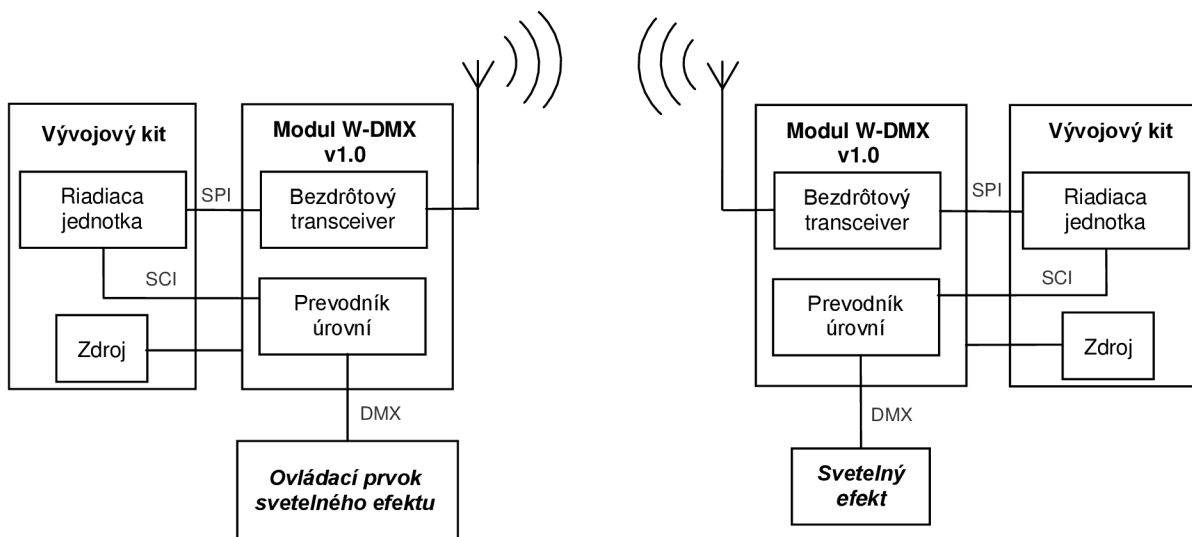 Vývojový kit
Modul W-DMX
v1.0
Riadiaca
jednotka
SPI
Bezdrôtový
transceiver
SCI
Prevodník
úrovní
Zdroj
DMX
Ovládací prvok
svetelného efektu
Modul W-DMX
v1.0
Vývojový kit
Bezdrôtový
transceiver
SPI
Riadiaca
jednotka
SCI
Prevodník
úrovní
Zdroj
DMX
Svetelný
efekt